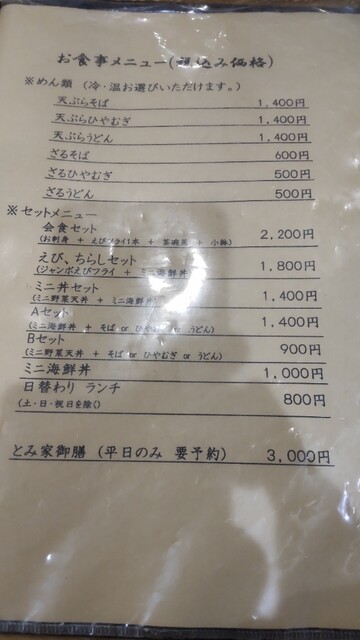 お食事メニュー(税込み価格)
※めん類 (冷・温お選びいただけます。)
天ぷらそば 1,400円
天ぷらひやむぎ 1,400円
天ぷらうどん 1,400円
ざるそば 600円
ざるひやむぎ 500円
ざるうどん 500円
※セットメニュー
会食セット 2,200円
(お刺身 + えびフライ1本 + 茶碗蒸 + 小鉢)
えび、ちらしセット 1,800円
(ジャンボえびフライ + ミニ海鮮丼)
ミニ丼セット 1,400円
(ミニ野菜天丼 + ミニ海鮮丼)
Aセット 1,400円
(ミニ海鮮丼 + そば or ひやむぎ or うどん)
Bセット 900円
(ミニ野菜天丼 + そば or ひやむぎ or うどん)
ミニ海鮮丼 1,000円
日替わり ランチ 800円
(土・日・祝日を除く)
とみ家御膳 (平日のみ 要予約) 3,000円